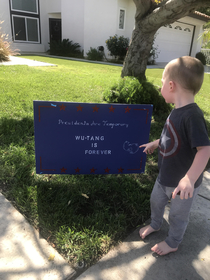 Presidents Are Temporary
WU-TANG
IS
FOREVER